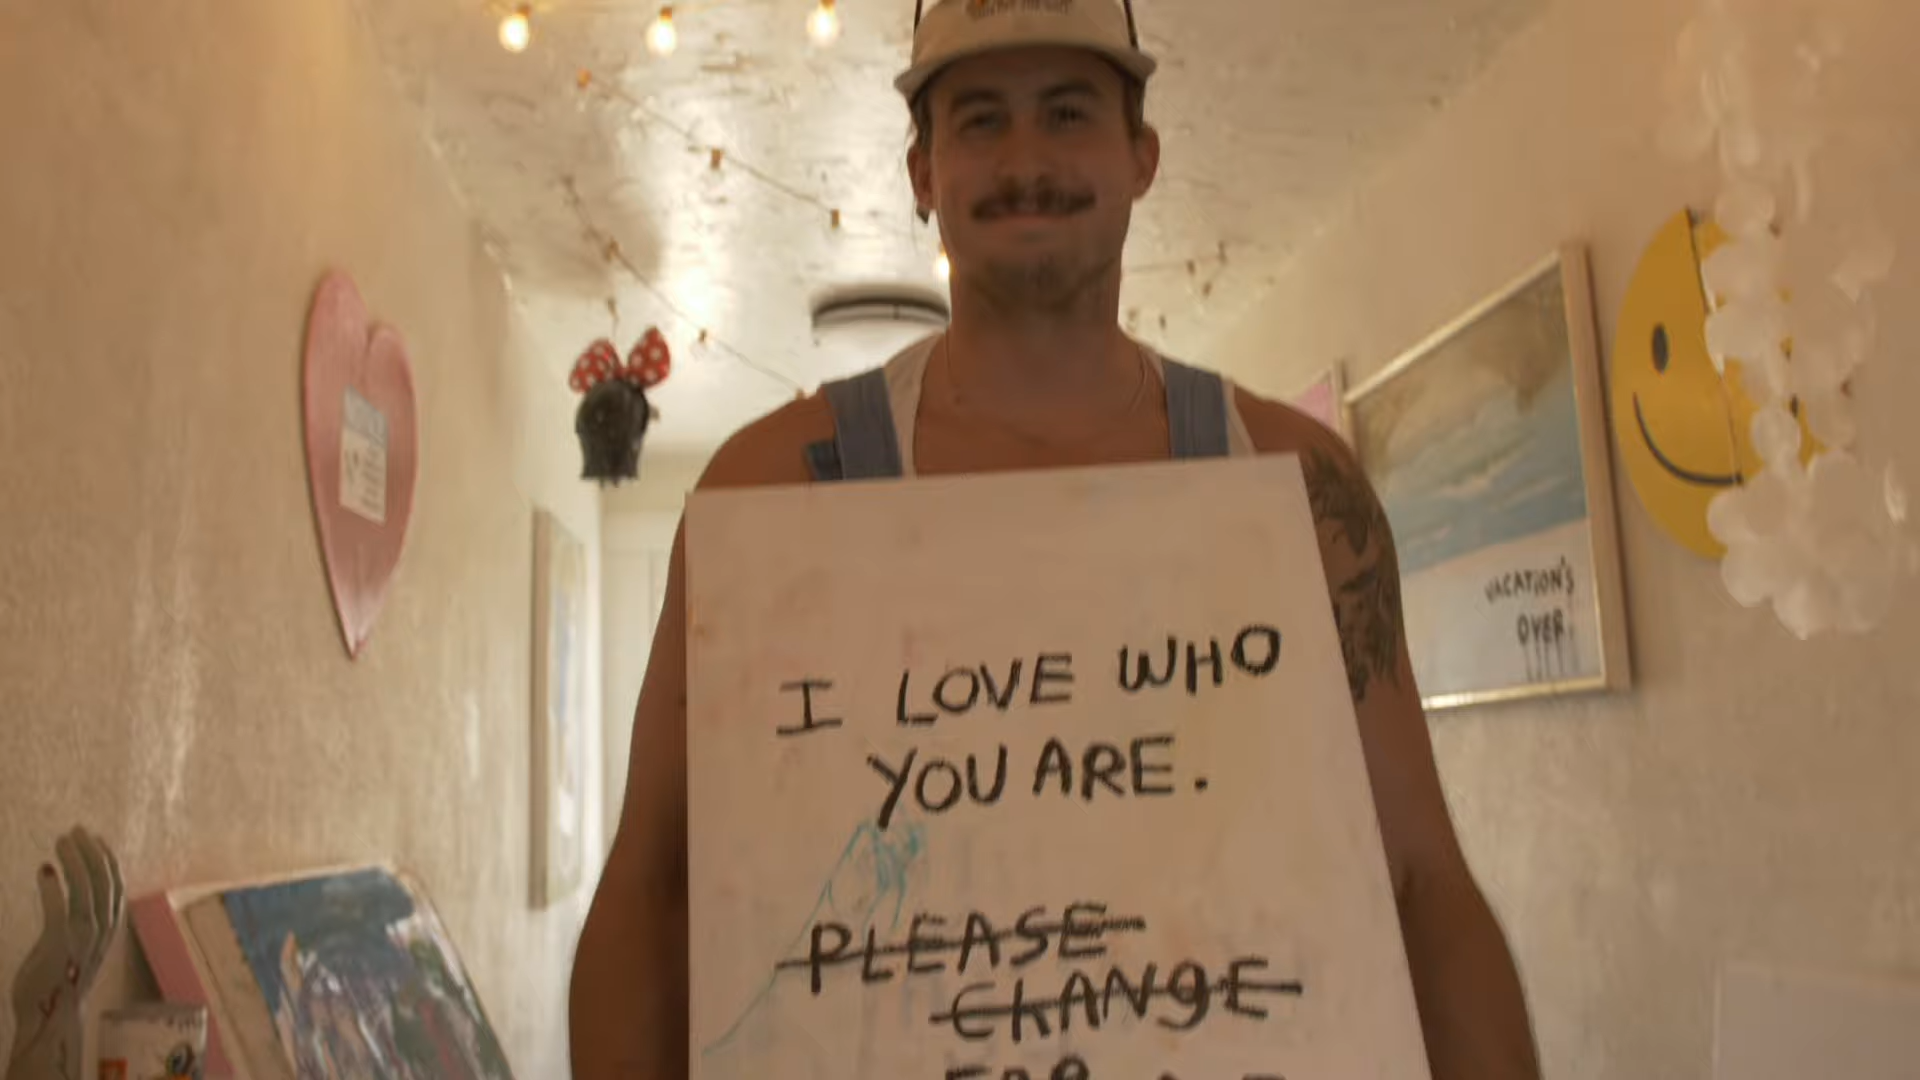 I LOVE WHO
YOU ARE.
PLEASE
CHANGE
VACATION'S
OVER.